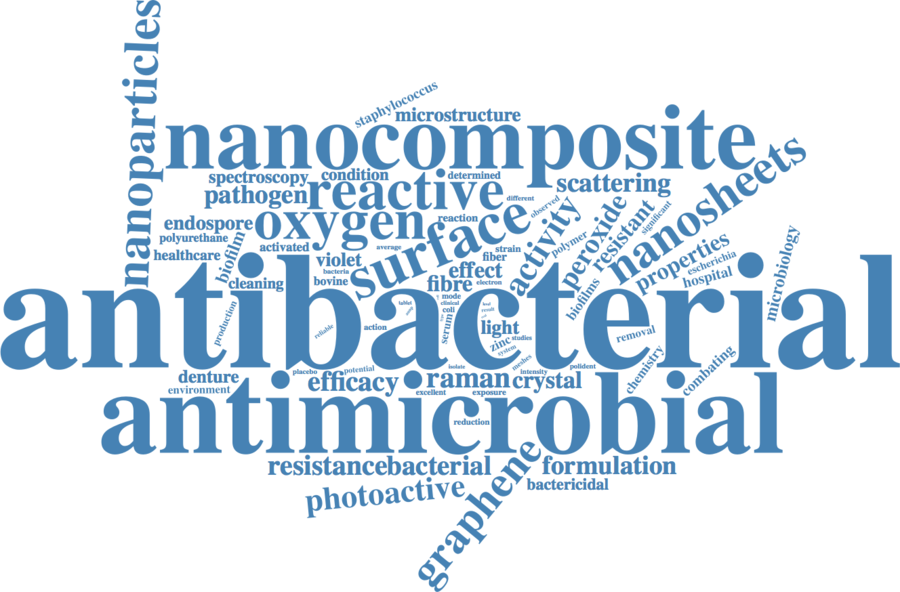 nanoparticles
staphylococcus
microstructure
nanocomposite
spectroscopy
condition
determined
scattering
nanosheets
pathogen
reactive
different
endospore
oxygen
reaction
surface
observed
activity
peroxide
resistant
significant
polyurethane
biofilm
activated
average
strain
fiber
polymer
properties
escherichia
hospital
microbiology
healthcare
violet
bacteria
bovine
cleaning
effect
fibre
electron
biofilms
antibacterial
production
reliable
action
tablet
mode
clinical
coli
serum
result
light
zinc
studies
system
removal
meshes
chemistry
combating
denture
environment
placebo
potential
isolate
efficacy
raman
crystal
intensity
polident
excellent
exposure
antimicrobial
reduction
resistancebacterial
graphene
formulation
photoactive
bactericidal